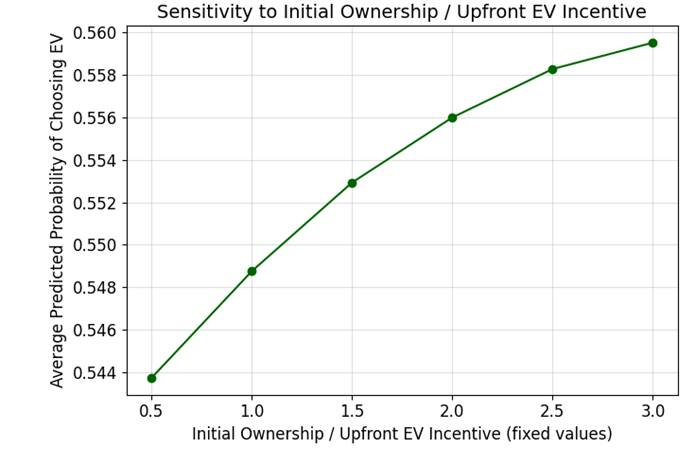 Sensitivity to Initial Ownership / Upfront EV Incentive
Average Predicted Probability of Choosing EV
0.560
0.558
0.556
0.554
0.552
0.550
0.548
0.546
0.544
0.5 1.0 1.5 2.0 2.5 3.0
Initial Ownership / Upfront EV Incentive (fixed values)